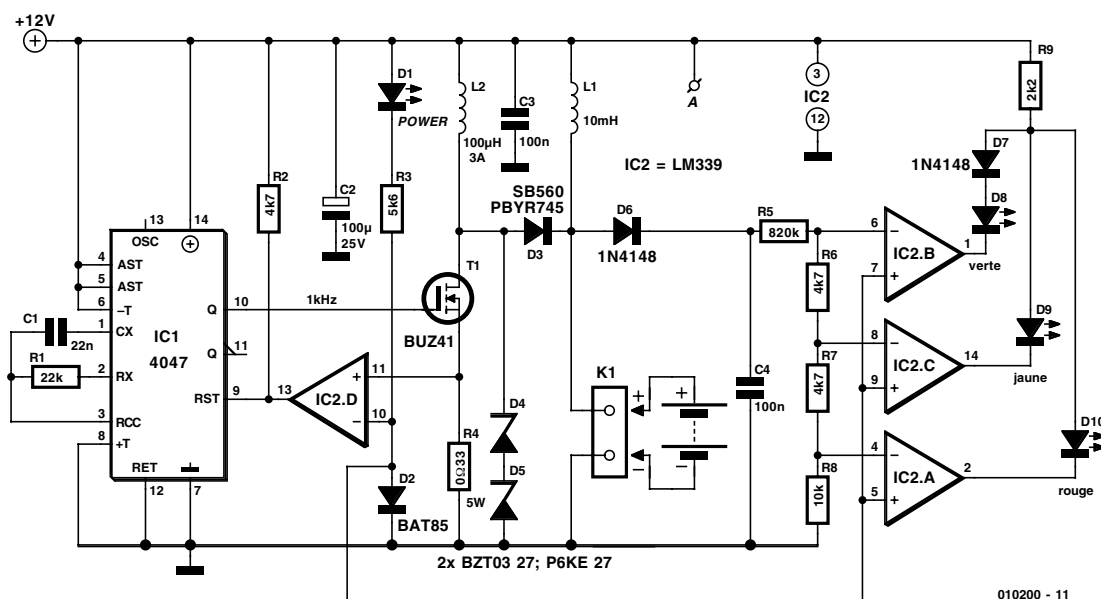 +12V
R9
2k2
D1
POWER
L2
100µH
3A
C3
100n
L1
10mH
A
3
IC2
12
IC2 = LM339
D7
1N4148
D8
R2
4k7
C2
100µ
25V
R3
5k6
SB560
PBYR745
D3
D6
1N4148
R5
820k
6
7
IC2.B
1
verte
13
14
OSC
4
AST
5
AST
6
–T
1
CX
C1
22n
IC1
4047
R1
22k
2
RX
3
RCC
8
+T
Q
10
1kHz
Q
11
RST
9
13
RET
12
7
T1
BUZ41
IC2.D
+
11
–
10
R4
0Ω33
5W
D2
BAT85
D4
D5
2x BZT03 27; P6KE 27
K1
+
–
+
–
C4
100n
R6
4k7
R7
4k7
R8
10k
8
9
IC2.C
14
D9
jaune
4
5
IC2.A
2
D10
rouge
010200 - 11